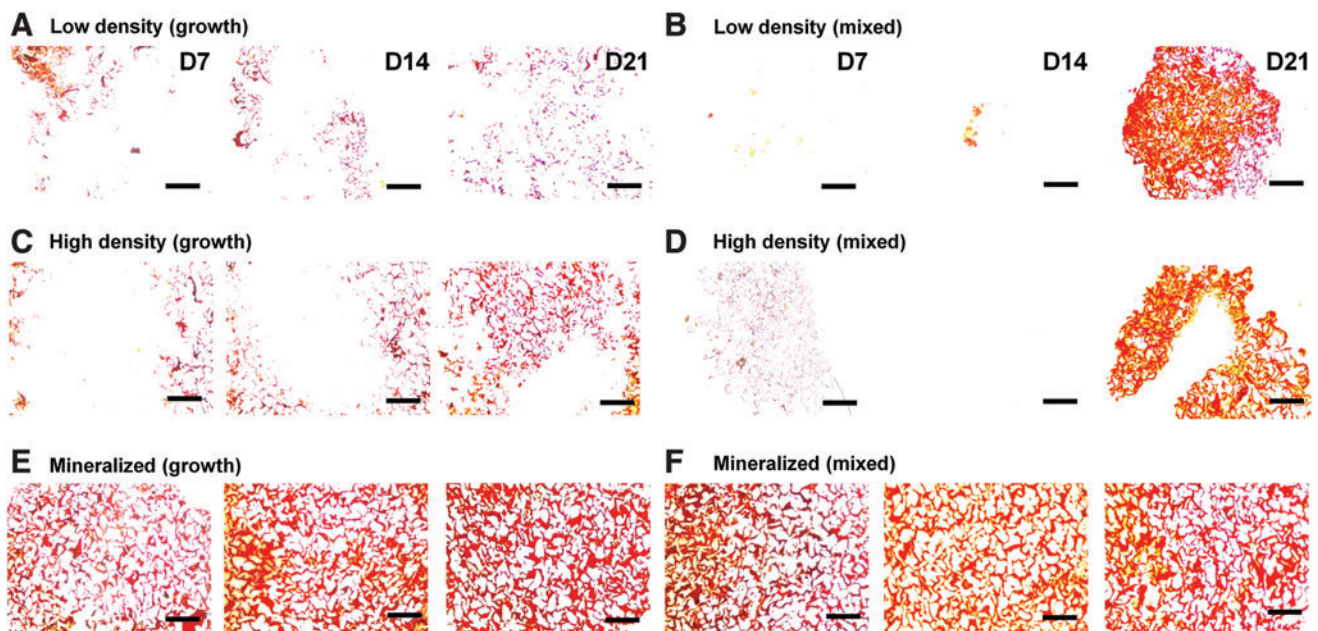 A Low density (growth)
B Low density (mixed)
D7 D14 D21 D7 D14 D21
C High density (growth)
D High density (mixed)
E Mineralized (growth)
F Mineralized (mixed)